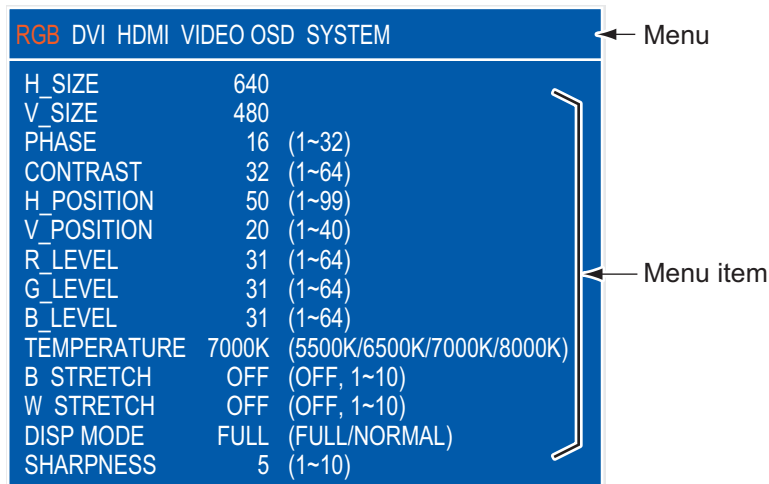 RGB DVI HDMI VIDEO OSD SYSTEM
Menu
H_SIZE 640
V_SIZE 480
PHASE 16 (1~32)
CONTRAST 32 (1~64)
H_POSITION 50 (1~99)
V_POSITION 20 (1~40)
R_LEVEL 31 (1~64)
G_LEVEL 31 (1~64)
B_LEVEL 31 (1~64)
Menu item
TEMPERATURE 7000K (5500K/6500K/7000K/8000K)
B STRETCH OFF (OFF, 1~10)
W STRETCH OFF (OFF, 1~10)
DISP MODE FULL (FULL/NORMAL)
SHARPNESS 5 (1~10)